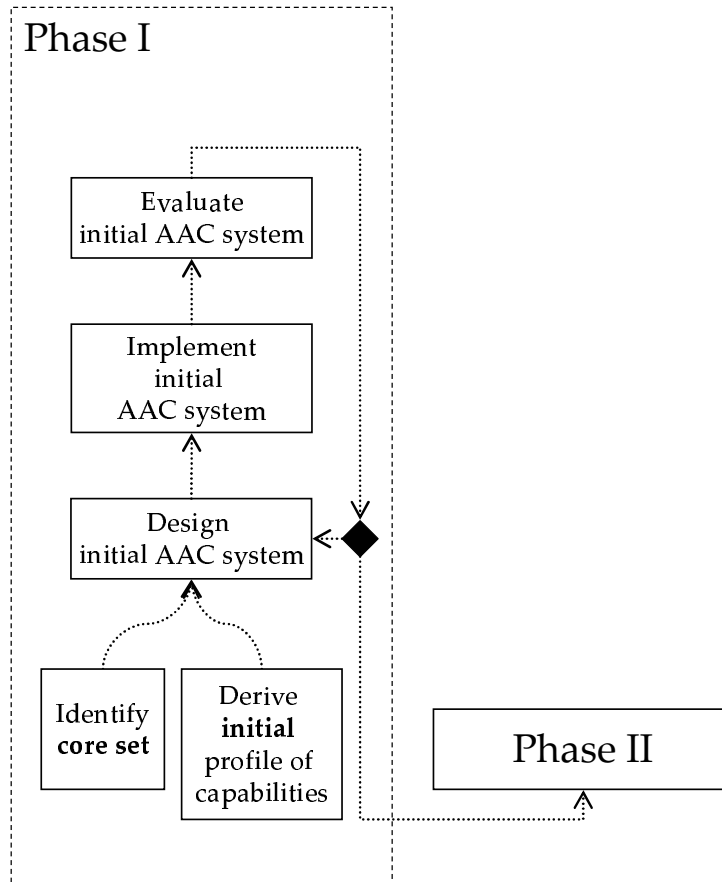 Phase I
Evaluate
initial AAC system
Implement
initial
AAC system
Design
initial AAC system
Identify
core set
Derive
initial
profile of
capabilities
Phase II